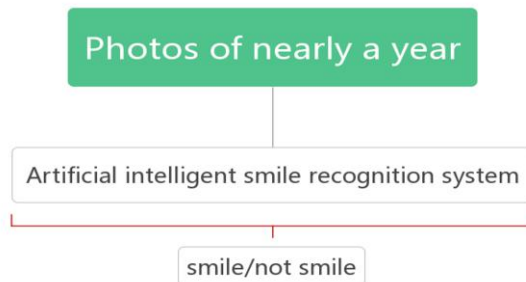 Photos of nearly a year
Artificial intelligent smile recognition system
smile/not smile